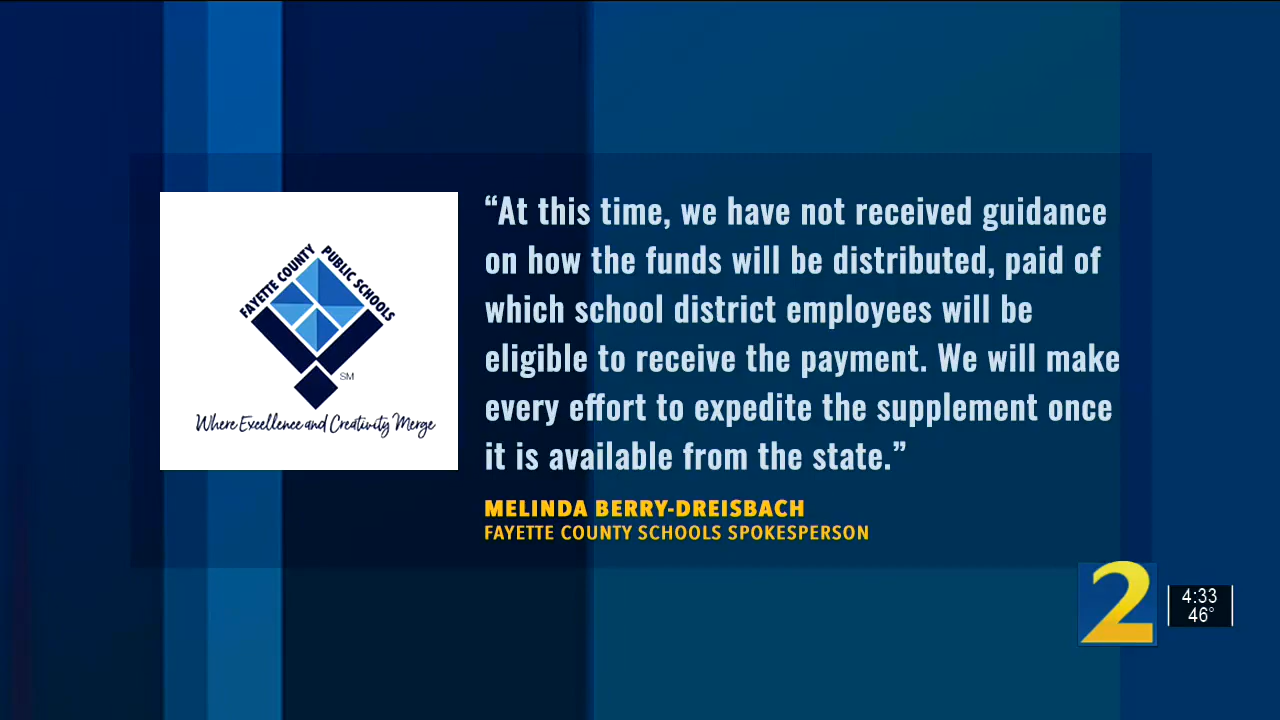 “At this time, we have not received guidance
on how the funds will be distributed, paid of
which school district employees will be
eligible to receive the payment. We will make
every effort to expedite the supplement once
it is available from the state.”
MELINDA BERRY-DREISBACH
FAYETTE COUNTY SCHOOLS SPOKESPERSON
FAYETTE COUNTY PUBLIC SCHOOLS
SM
Where Excellence and Creativity Merge
2
4:33
46°